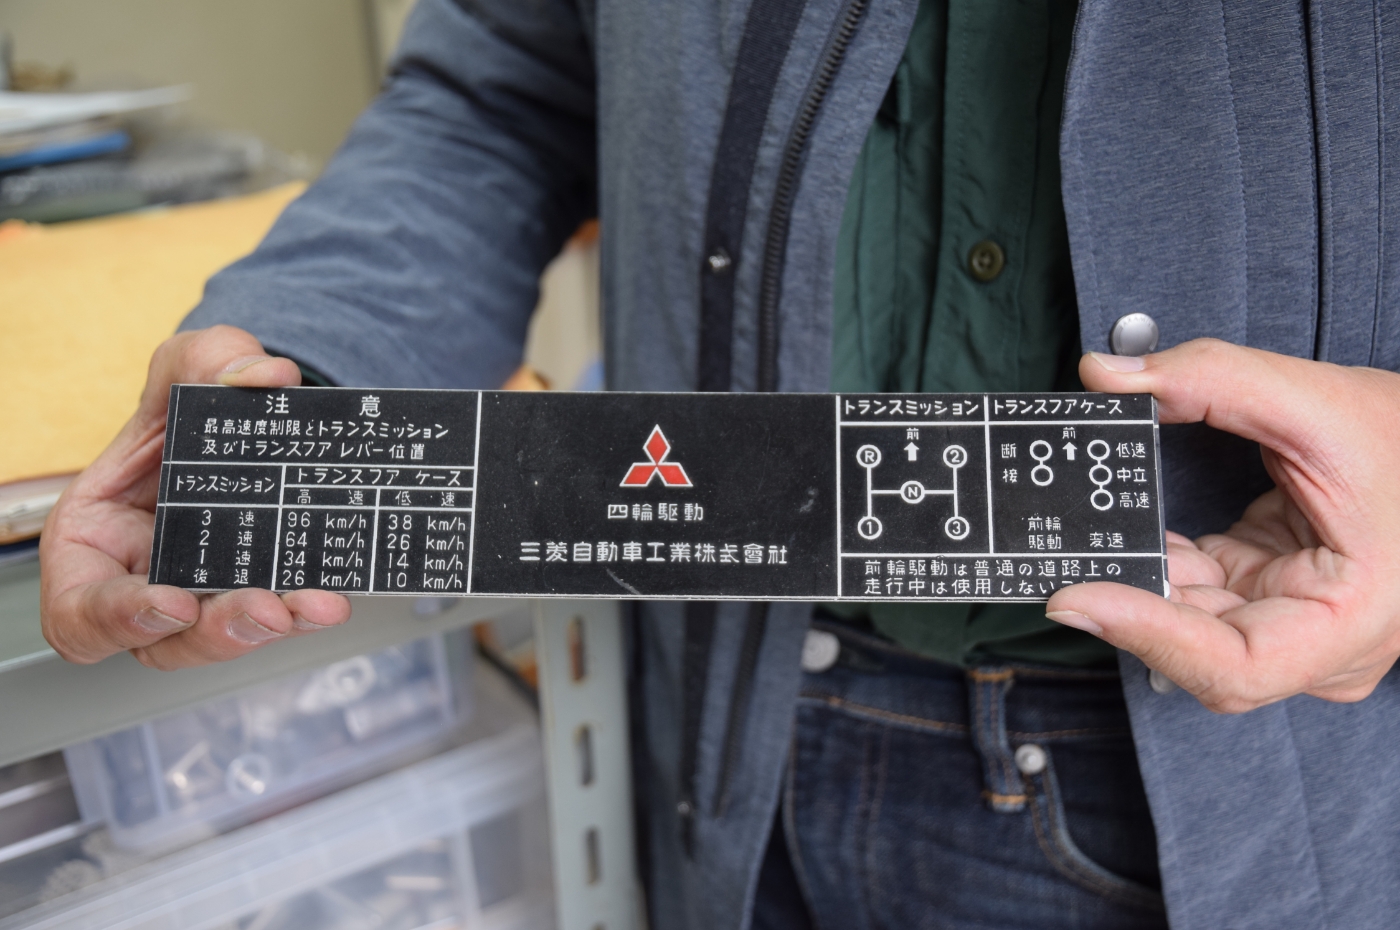 注 意
最高速度制限とトランスミッション
及びトランスファ レバー位置
トランスミッション
トランスファ ケース
高 速
低 速
3 速 96 km/h 38 km/h
2 速 64 km/h 26 km/h
1 速 34 km/h 14 km/h
後 退 26 km/h 10 km/h
四輪駆動
三菱自動車工業株式會社
トランスミッション
前
R
2
N
1
3
トランスファケース
前
断
接
低速
中立
高速
前輪
駆動
変速
前輪駆動は普通の道路上の
走行中は使用しない